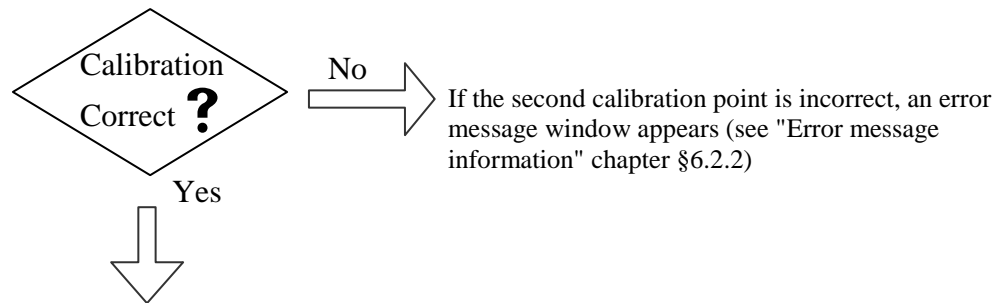 Calibration
Correct ?
No
If the second calibration point is incorrect, an error
message window appears (see "Error message
information" chapter §6.2.2)
Yes